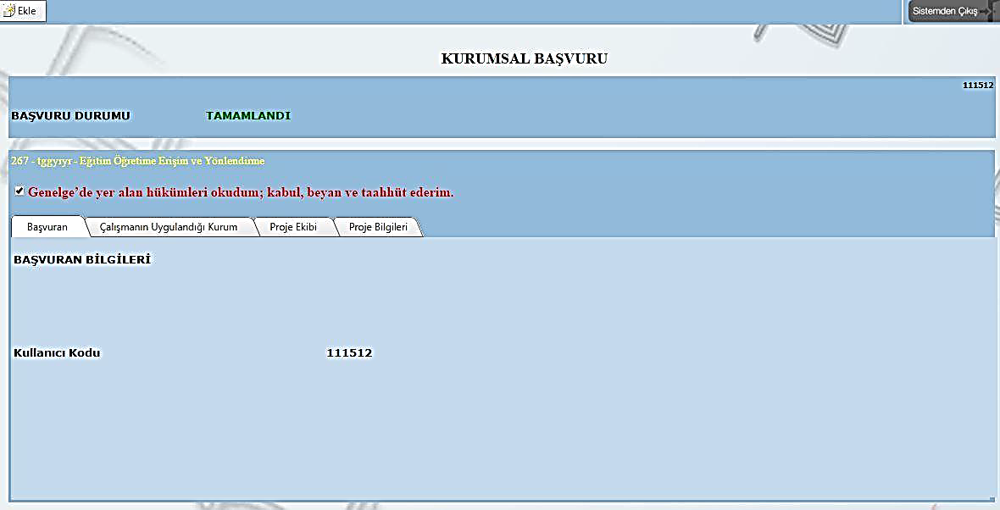 Ekle
Sistemden Çıkış
KURUMSAL BAŞVURU
111512
BAŞVURU DURUMU TAMAMLANDI
267 - tggyryr - Eğitim Öğretime Erişim ve Yönlendirme
Genelge’de yer alan hükümleri okudum; kabul, beyan ve taahhüt ederim.
Başvuran Çalışmanın Uygulandığı Kurum Proje Ekibi Proje Bilgileri
BAŞVURAN BİLGİLERİ
Kullanıcı Kodu 111512